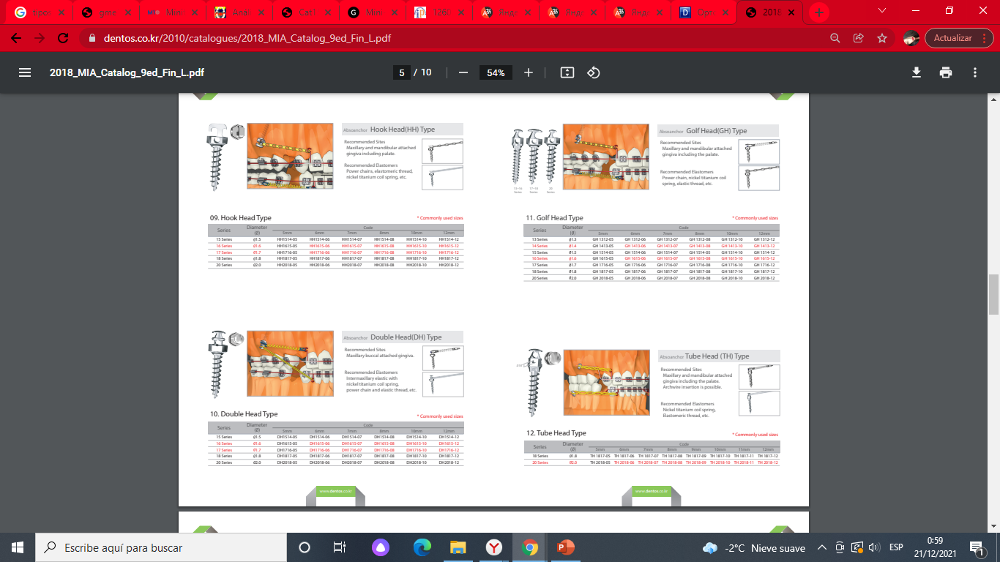 tipos
Mini
Mini
1260
2018
dentos.co.kr/2010/catalogues/2018_MIA_Catalog_9ed_Fin_L.pdf
Actualizar
2018_MIA_Catalog_9ed_Fin_L.pdf
5 / 10
54%
Absoanchor Hook Head(HH) Type
Recommended Sites
Maxillary and mandibular attached
gingiva including palate.
Recommended Elastomers
Power chains, elastomeric thread,
nickel titanium coil spring, etc.
09. Hook Head Type
* Commonly used sizes
Series Diameter (Ø) Code
5mm 6mm 7mm 8mm 10mm 12mm
15 Series Ø1.5 HH1514-05 HH1514-06 HH1514-07 HH1514-08 HH1514-10 HH1514-12
16 Series Ø1.6 HH1615-05 HH1615-06 HH1615-07 HH1615-08 HH1615-10 HH1615-12
17 Series Ø1.7 HH1716-05 HH1716-06 HH1716-07 HH1716-08 HH1716-10 HH1716-12
18 Series Ø1.8 HH1817-05 HH1817-06 HH1817-07 HH1817-08 HH1817-10 HH1817-12
20 Series Ø2.0 HH2018-05 HH2018-06 HH2018-07 HH2018-08 HH2018-10 HH2018-12
Absoanchor Double Head(DH) Type
Recommended Sites
Maxillary buccal attached gingiva.
Recommended Elastomers
Intermaxillary elastic with
nickel titanium coil spring,
power chain and elastic thread, etc.
10. Double Head Type
* Commonly used sizes
Series Diameter (Ø) Code
5mm 6mm 7mm 8mm 10mm 12mm
15 Series Ø1.5 DH1514-05 DH1514-06 DH1514-07 DH1514-08 DH1514-10 DH1514-12
16 Series Ø1.6 DH1615-05 DH1615-06 DH1615-07 DH1615-08 DH1615-10 DH1615-12
17 Series Ø1.7 DH1716-05 DH1716-06 DH1716-07 DH1716-08 DH1716-10 DH1716-12
18 Series Ø1.8 DH1817-05 DH1817-06 DH1817-07 DH1817-08 DH1817-10 DH1817-12
20 Series Ø2.0 DH2018-05 DH2018-06 DH2018-07 DH2018-08 DH2018-10 DH2018-12
www.dentos.co.kr
Absoanchor Golf Head(GH) Type
Recommended Sites
Maxillary and mandibular attached
gingiva including the palate.
Recommended Elastomers
Power chain, nickel titanium coil
spring, elastic thread, etc.
13~16 Series 17~18 Series 20 Series
11. Golf Head Type
* Commonly used sizes
Series Diameter (Ø) Code
5mm 6mm 7mm 8mm 10mm 12mm
13 Series Ø1.3 GH 1312-05 GH 1312-06 GH 1312-07 GH 1312-08 GH 1312-10 GH 1312-12
14 Series Ø1.4 GH 1413-05 GH 1413-06 GH 1413-07 GH 1413-08 GH 1413-10 GH 1413-12
15 Series Ø1.5 GH 1514-05 GH 1514-06 GH 1514-07 GH 1514-05 GH 1514-10 GH 1514-12
16 Series Ø1.6 GH 1615-05 GH 1615-06 GH 1615-07 GH 1615-08 GH 1615-10 GH 1615-12
17 Series Ø1.7 GH 1716-05 GH 1716-06 GH 1716-07 GH 1716-08 GH 1716-10 GH 1716-12
18 Series Ø1.8 GH 1817-05 GH 1817-06 GH 1817-07 GH 1817-08 GH 1817-10 GH 1817-12
20 Series Ø2.0 GH 2018-05 GH 2018-06 GH 2018-07 GH 2018-08 GH 2018-10 GH 2018-12
Absoanchor Tube Head (TH) Type
Recommended Sites
Maxillary and mandibular attached
gingiva including the palate.
Archwire insertion is possible.
Recommended Elastomers
Nickel titanium coil spring,
Elastomeric thread, etc.
12. Tube Head Type
* Commonly used sizes
Series Diameter (Ø) Code
5mm 6mm 7mm 8mm 9mm 10mm 11mm 12mm
18 Series Ø1.8 TH 1817-05 TH 1817-06 TH 1817-07 TH 1817-08 TH 1817-09 TH 1817-10 TH 1817-11 TH 1817-12
20 Series Ø2.0 TH 2018-05 TH 2018-06 TH 2018-07 TH 2018-08 TH 2018-09 TH 2018-10 TH 2018-11 TH 2018-12
www.dentos.co.kr
Escribe aquí para buscar
-2°C Nieve suave
ESP
0:59
21/12/2021
1